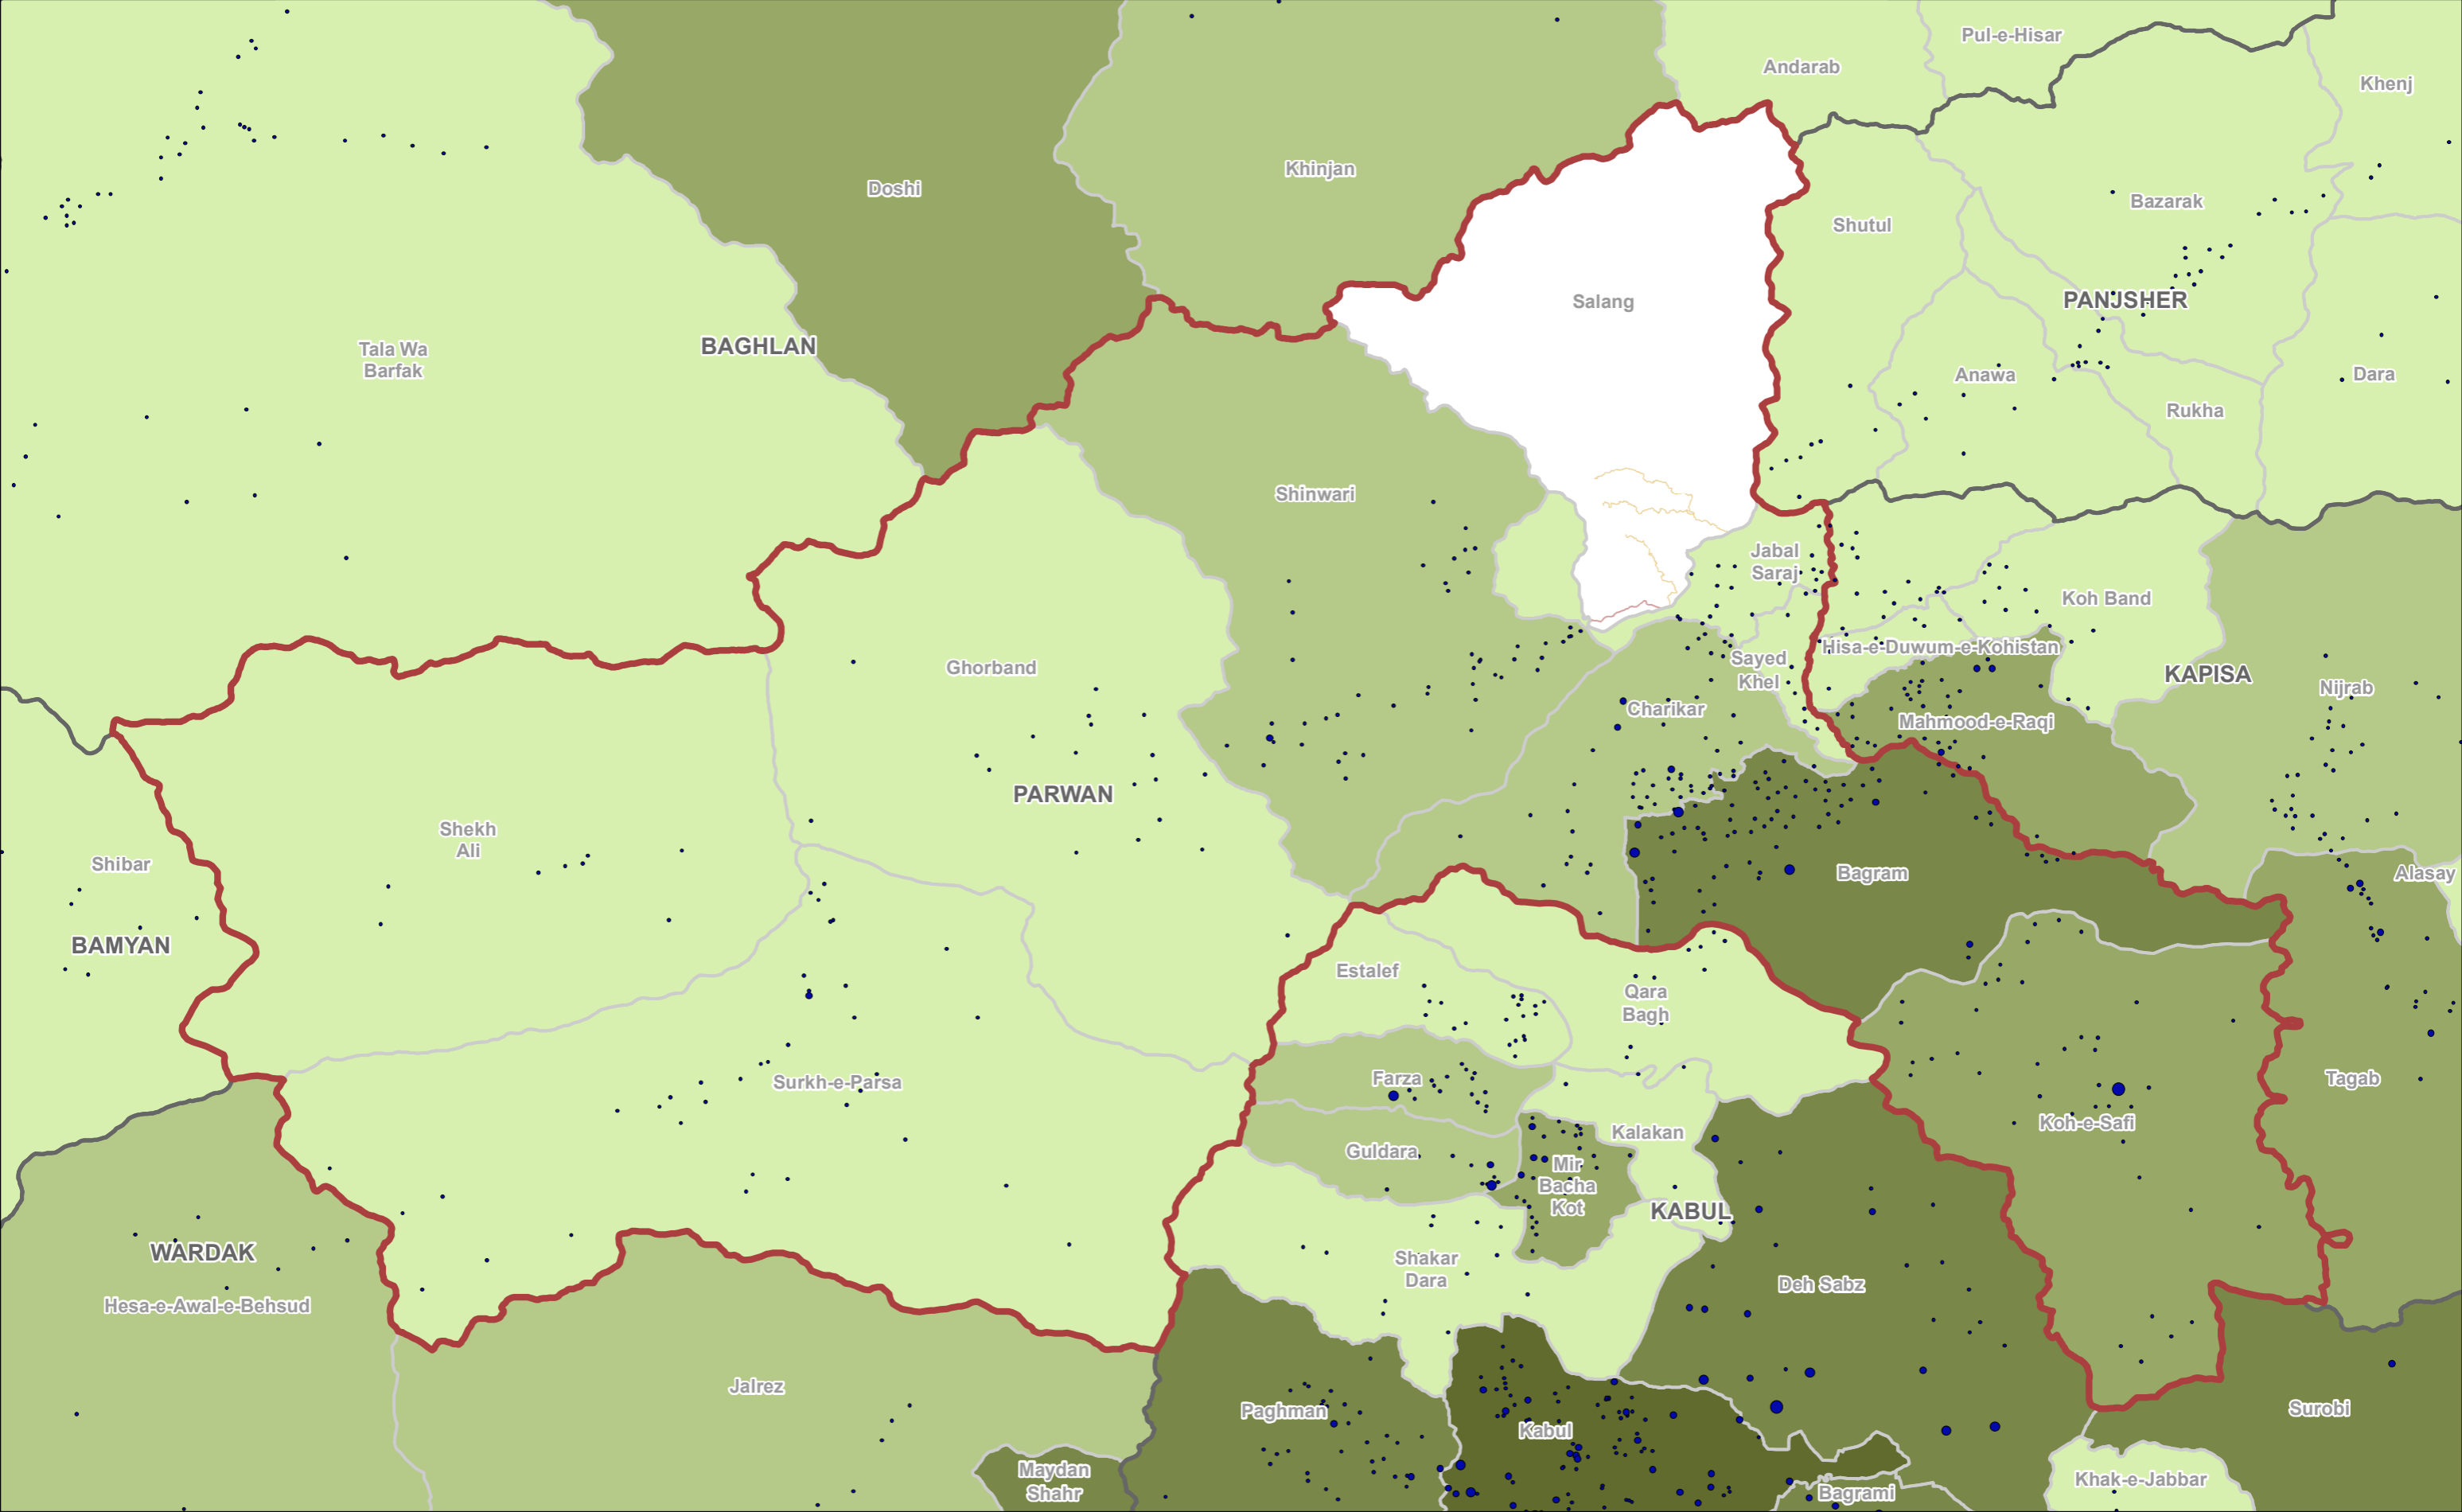 Pul-e-Hisar
Andarab
Khenj
Khinjan
Doshi
Bazarak
Shutul
PANJSHER
Salang
BAGHLAN
Tala Wa
Barfak
Anawa
Dara
Rukha
Shinwari
Jabal
Saraj
Koh Band
Hisa-e-Duwum-e-Kohistan
Sayed
Khel
Ghorband
KAPISA
Nijrab
Charikar
Mahmood-e-Raqi
PARWAN
Shekh
Ali
Shibar
Bagram
Alasay
BAMYAN
Estalef
Qara
Bagh
Surkh-e-Parsa
Farza
Tagab
Koh-e-Safi
Kalakan
Guldara
Mir
Bacha
Kot
KABUL
WARDAK
Shakar
Dara
Deh Sabz
Hesa-e-Awal-e-Behsud
Jalrez
Paghman
Kabul
Surobi
Maydan
Shahr
Khak-e-Jabbar
Bagrami